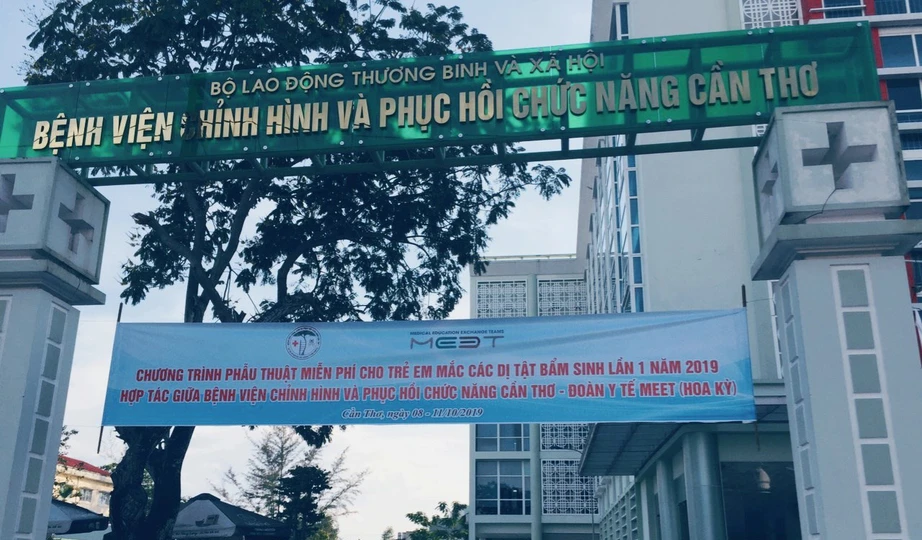 BỘ LAO ĐỘNG THƯƠNG BINH VÀ XÃ HỘI
BỆNH VIỆN CHỈNH HÌNH VÀ PHỤC HỒI CHỨC NĂNG CẦN THƠ
MEDICAL EDUCATION EXCHANGE TEAMS
MEET
CHƯƠNG TRÌNH PHẪU THUẬT MIỄN PHÍ CHO TRẺ EM MẮC CÁC DỊ TẬT BẨM SINH LẦN 1 NĂM 2019
HỢP TÁC GIỮA BỆNH VIỆN CHỈNH HÌNH VÀ PHỤC HỒI CHỨC NĂNG CẦN THƠ - ĐOÀN Y TẾ MEET (HOA KỲ)
Cần Thơ, ngày 08 - 11/10/2019